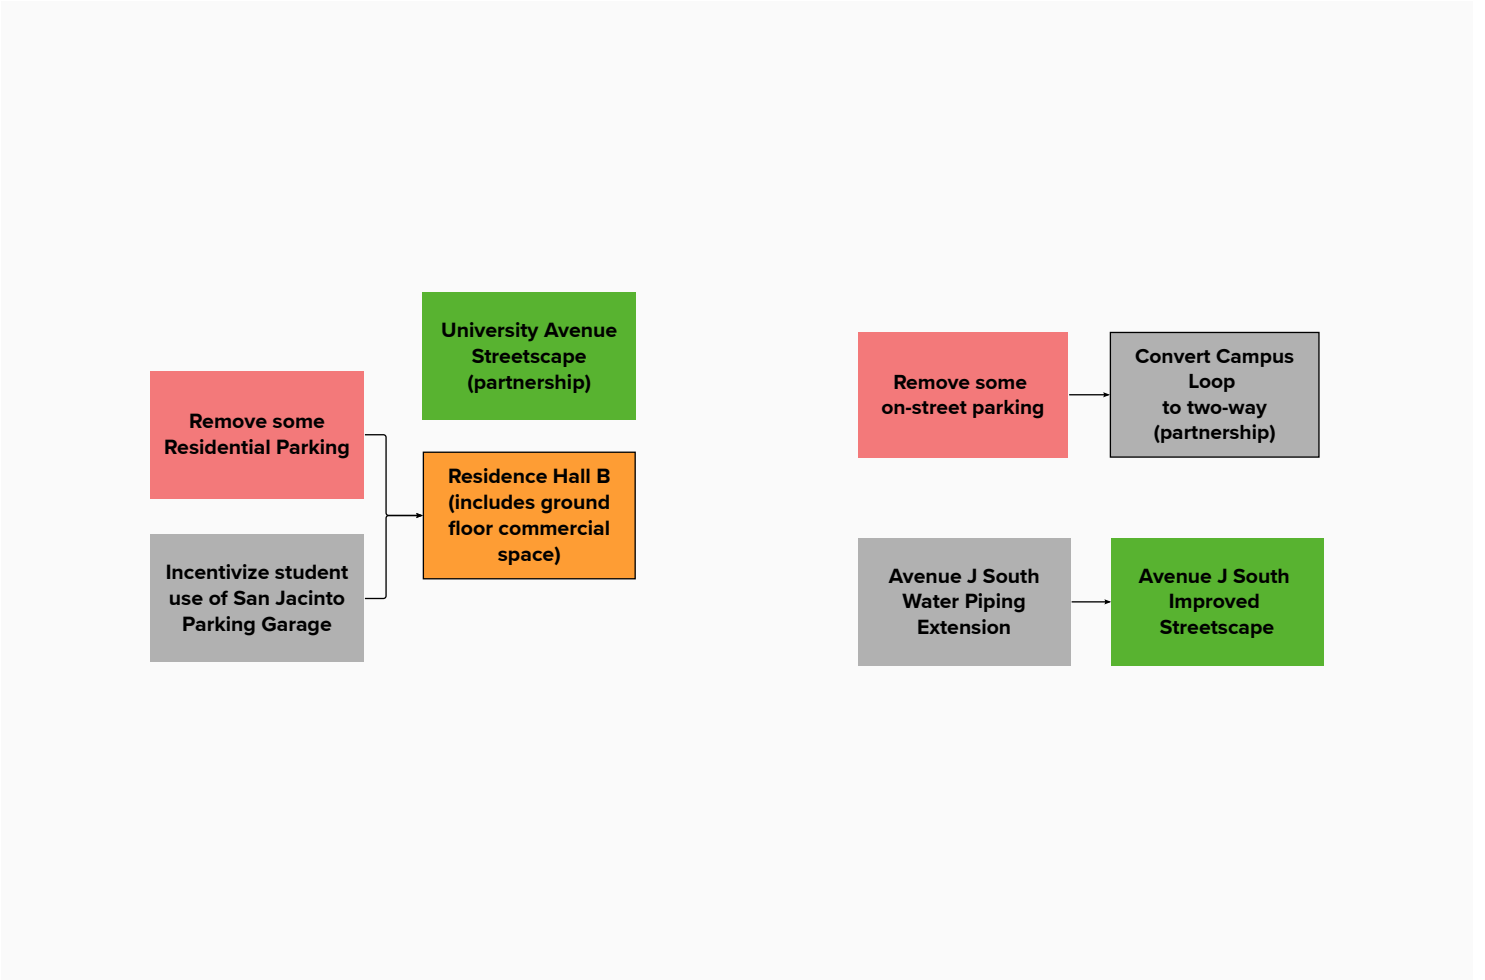 University Avenue
Streetscape
(partnership)
Remove some
Residential Parking
Residence Hall B
(includes ground
floor commercial
space)
Incentivize student
use of San Jacinto
Parking Garage
Remove some
on-street parking
Convert Campus
Loop
to two-way
(partnership)
Avenue J South
Water Piping
Extension
Avenue J South
Improved
Streetscape